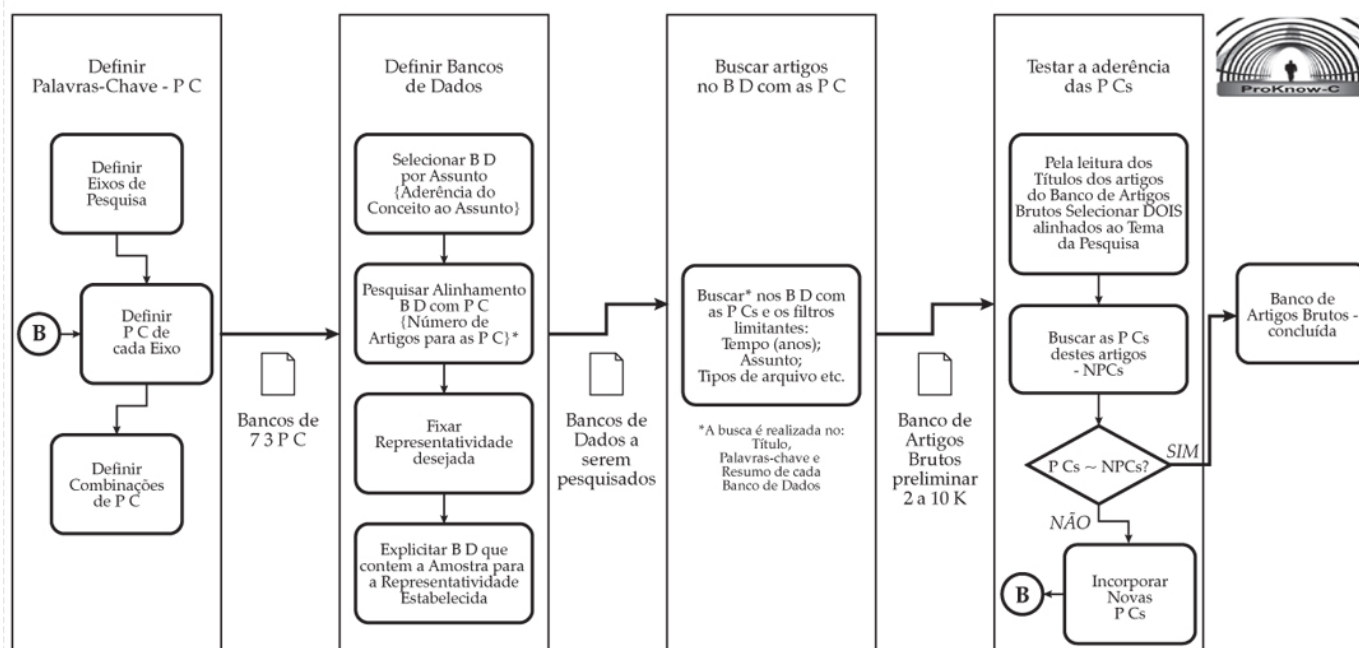 Definir
Palavras-Chave - P C
Definir
Eixos de
Pesquisa
B
Definir
P C de
cada Eixo
Definir
Combinações
de P C
Bancos de
7 3 P C
Definir Bancos
de Dados
Selecionar B D
por Assunto
{Aderência do
Conceito ao Assunto}
Pesquisar Alinhamento
B D com P C
{Número de
Artigos para as P C}*
Fixar
Representatividade
desejada
Explicitar B D que
contem a Amostra para
a Representatividade
Estabelecida
Bancos de
Dados a
serem
pesquisados
Buscar artigos
no B D com as P C
Buscar* nos B D com
as P Cs e os filtros
limitantes:
Tempo (anos);
Assunto;
Tipos de arquivo etc.
*A busca é realizada no:
Título,
Palavras-chave e
Resumo de cada
Banco de Dados
Banco de
Artigos
Brutos
preliminar
2 a 10 K
Testar a aderência
das P Cs
Pela leitura dos
Títulos dos artigos
do Banco de Artigos
Brutos Selecionar DOIS
alinhados ao Tema
da Pesquisa
Buscar as P Cs
destes artigos
- NPCs
P Cs ~ NPCs?
SIM
NÃO
Incorporar
Novas
P Cs
B
ProKnow-C
Banco de
Artigos Brutos -
concluída